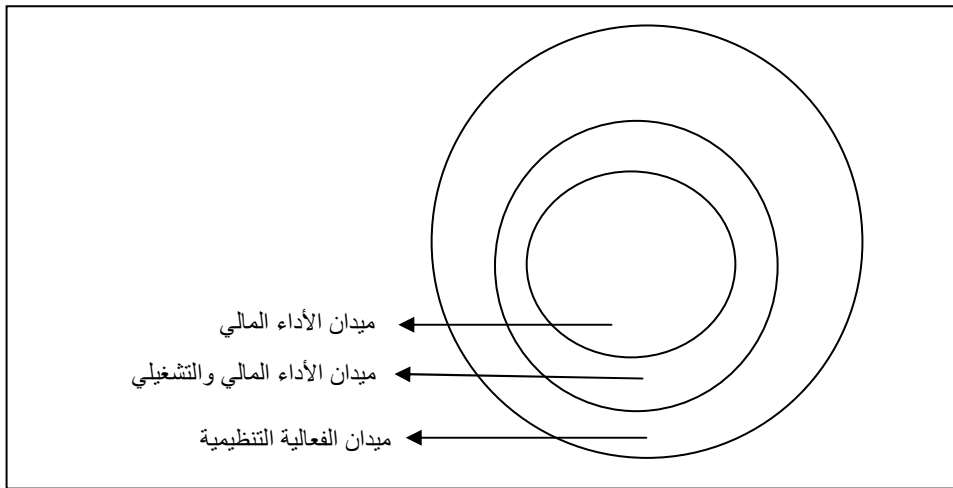 ميدان الأداء المالي
ميدان الأداء المالي والتشغيلي
ميدان الفعالية التنظيمية